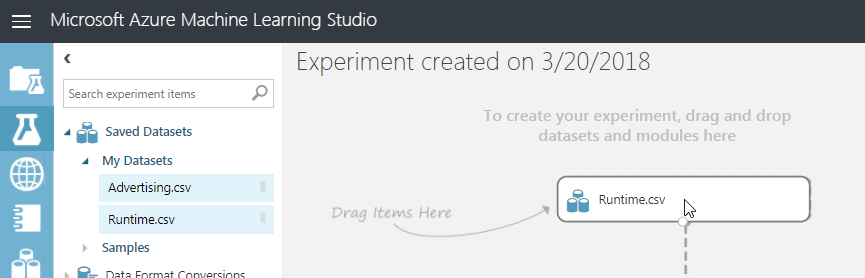 Microsoft Azure Machine Learning Studio
Experiment created on 3/20/2018
Search experiment items
Saved Datasets
My Datasets
Advertising.csv
Runtime.csv
Samples
Data Format Conversions
To create your experiment, drag and drop
datasets and modules here
Runtime.csv
Drag Items Here